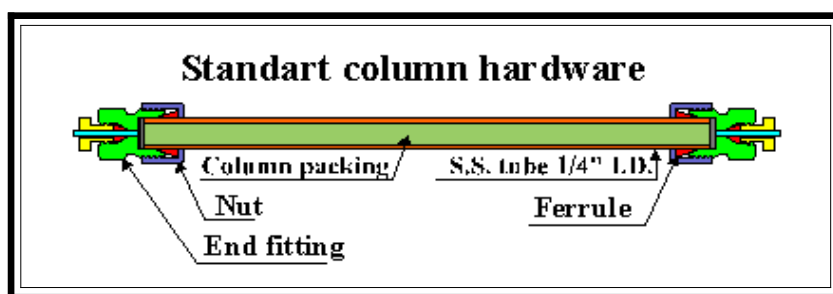 Standart column hardware
Column packing
S.S. tube 1/4" I.D.
Nut
Ferrule
End fitting